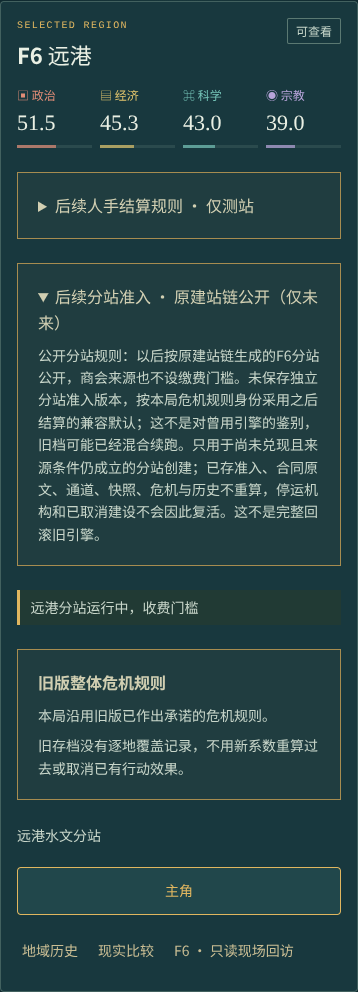 SELECTED REGION
可查看
F6 远港
政治 经济 科学 宗教
51.5 45.3 43.0 39.0
▶ 后续人手结算规则 · 仅测站
▼ 后续分站准入 · 原建站链公开（仅未
来）
公开分站规则：以后按原建站链生成的F6分站
公开，商会来源也不设缴费门槛。未保存独立
分站准入版本，按本局危机规则身份采用之后
结算的兼容默认；这不是对曾用引擎的鉴别，
旧档可能已经混合续跑。只用于尚未兑现且来
源条件仍成立的分站创建；已存准入、合同原
文、通道、快照、危机与历史不重算，停运机
构和已取消建设不会因此复活。这不是完整回
滚旧引擎。
远港分站运行中，收费门槛
旧版整体危机规则
本局沿用旧版已作出承诺的危机规则。
旧存档没有逐地覆盖记录，不用新系数重算过
去或取消已有行动效果。
远港水文分站
主角
地域历史 现实比较 F6 · 只读现场回访